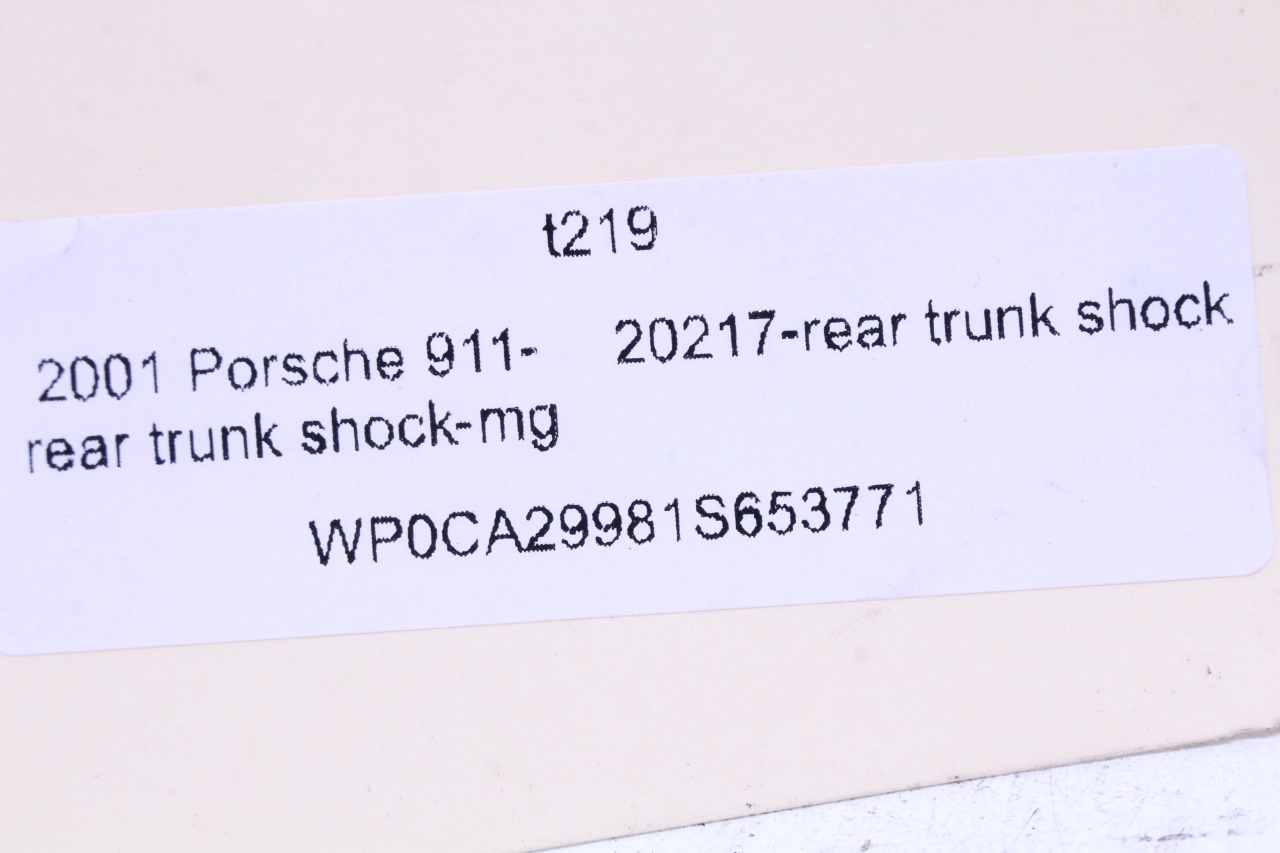 t219
2001 Porsche 911-
rear trunk shock-mg
20217-rear trunk shock
WP0CA29981S653771